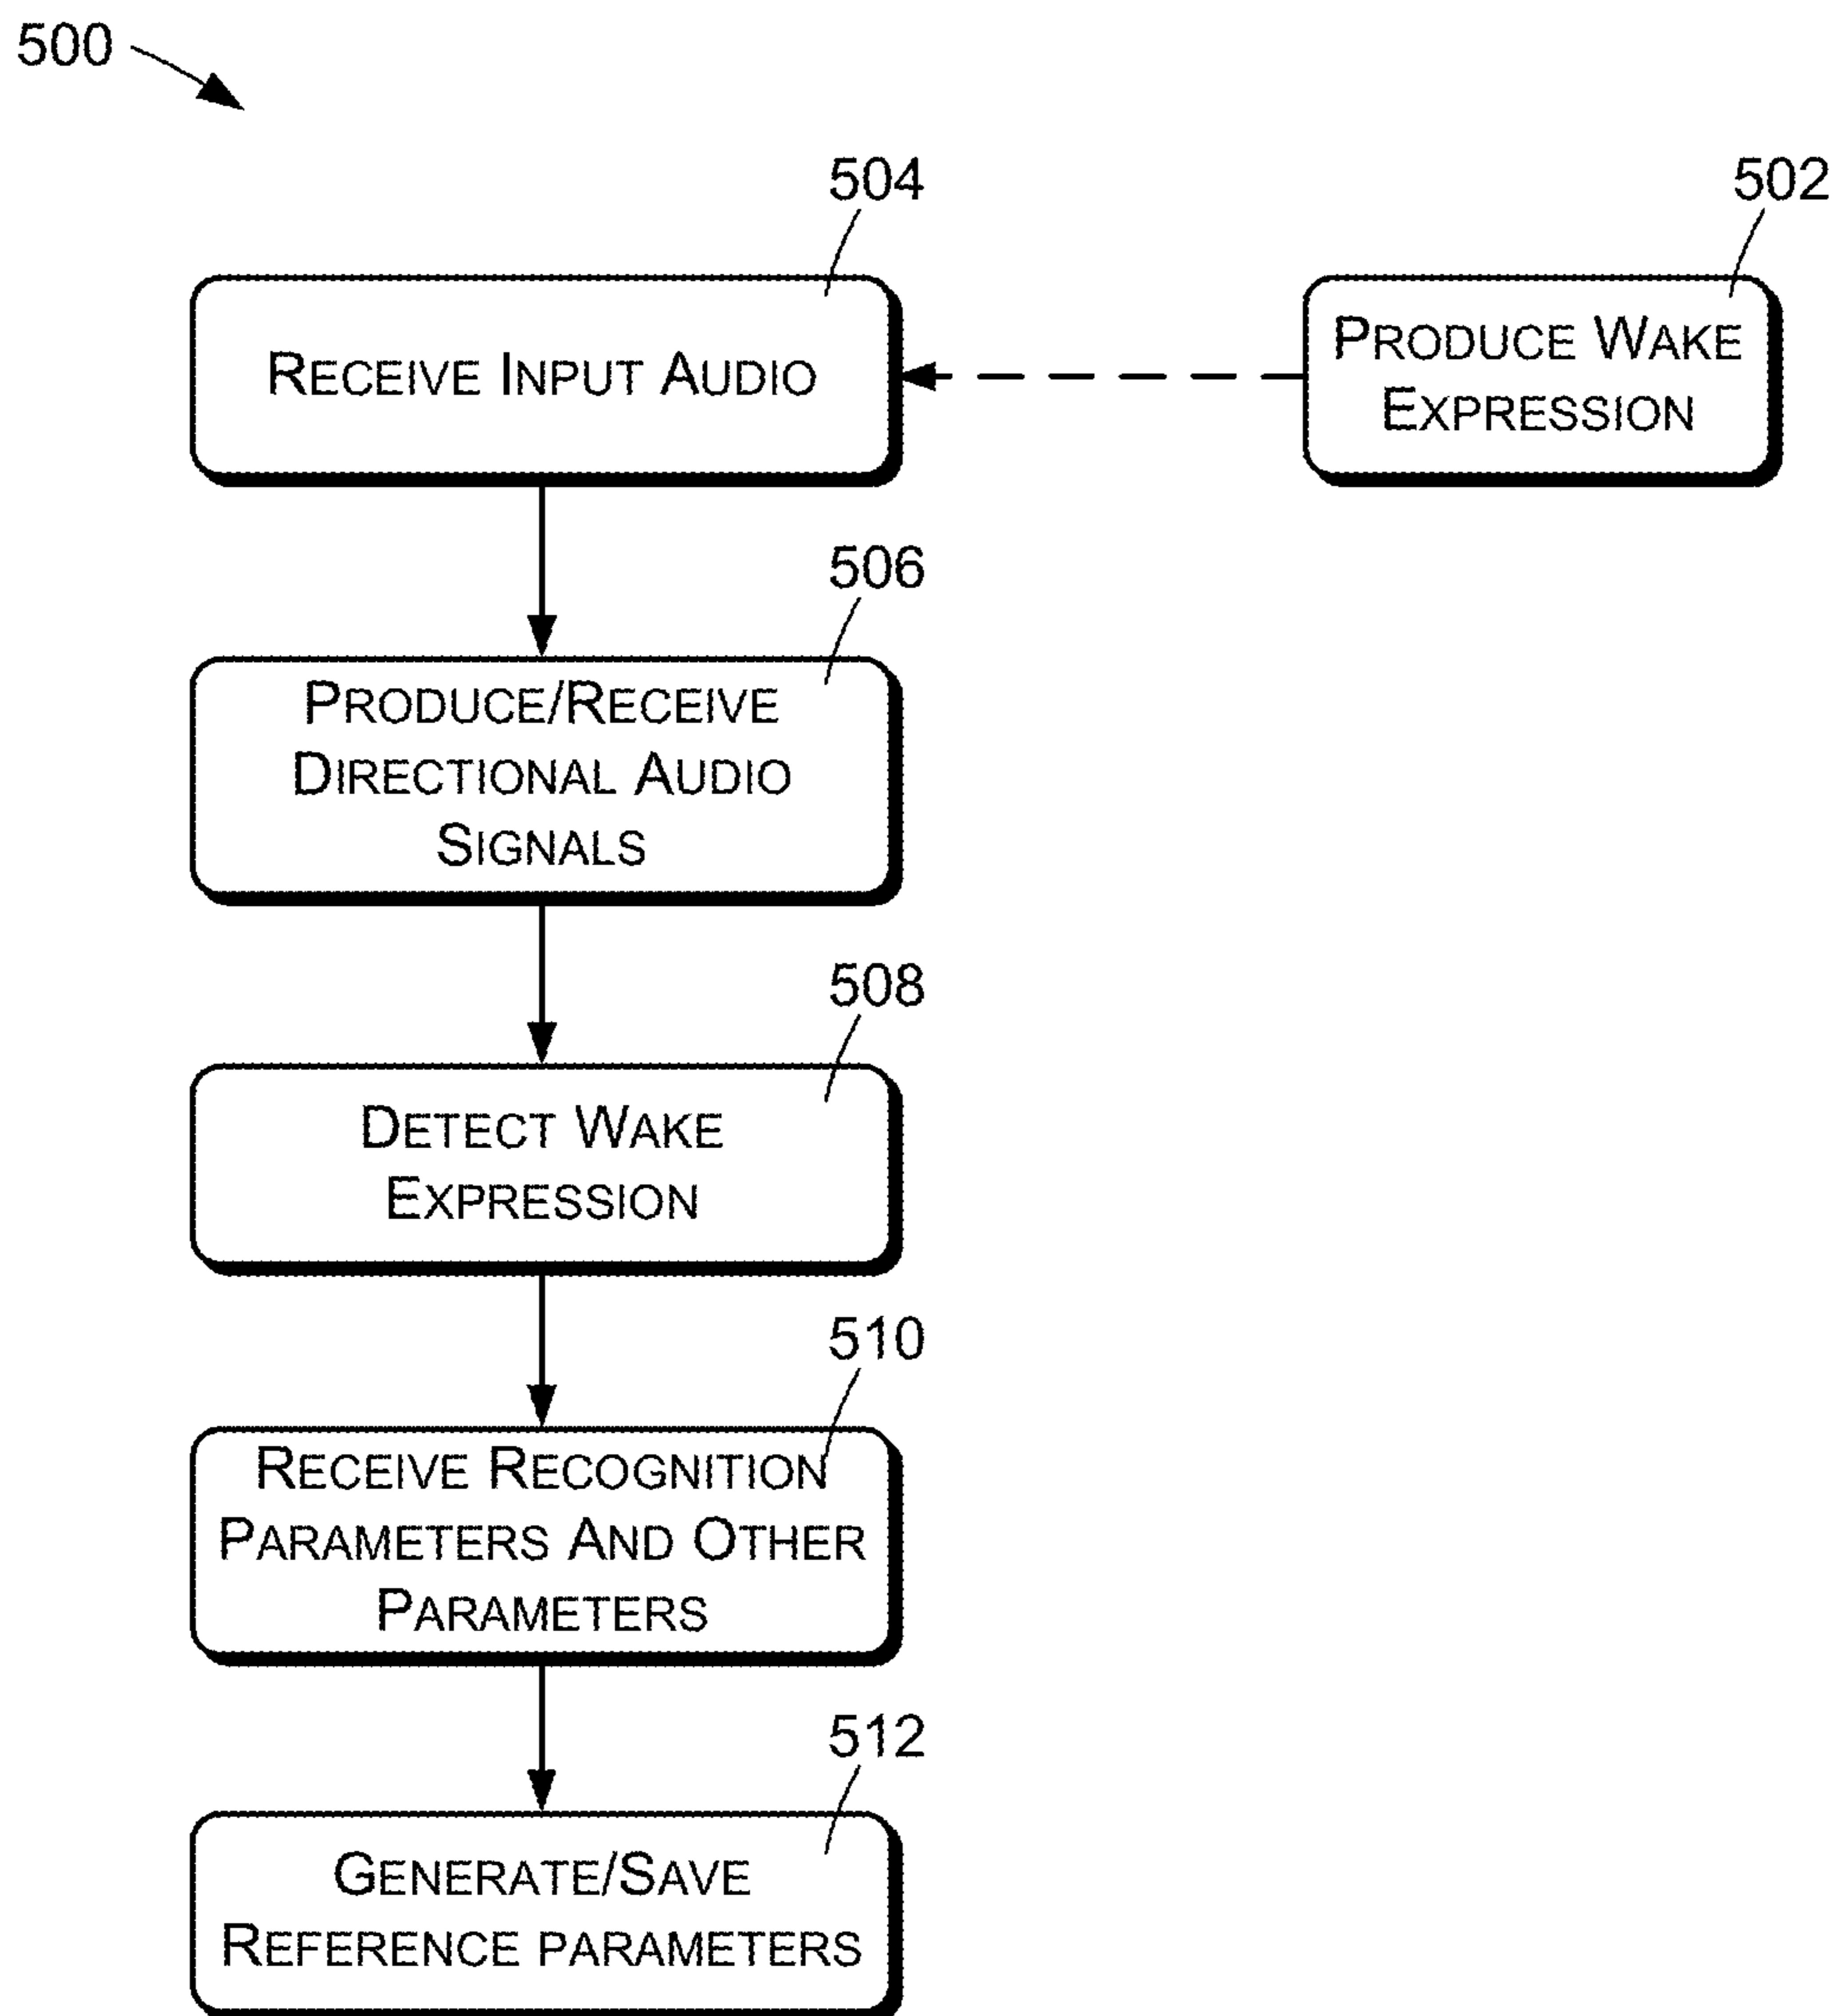 500
504
502
RECEIVE INPUT AUDIO
PRODUCE WAKE
EXPRESSION
506
PRODUCE/RECEIVE
DIRECTIONAL AUDIO
SIGNALS
508
DETECT WAKE
EXPRESSION
510
RECEIVE RECOGNITION
PARAMETERS AND OTHER
PARAMETERS
512
GENERATE/SAVE
REFERENCE PARAMETERS